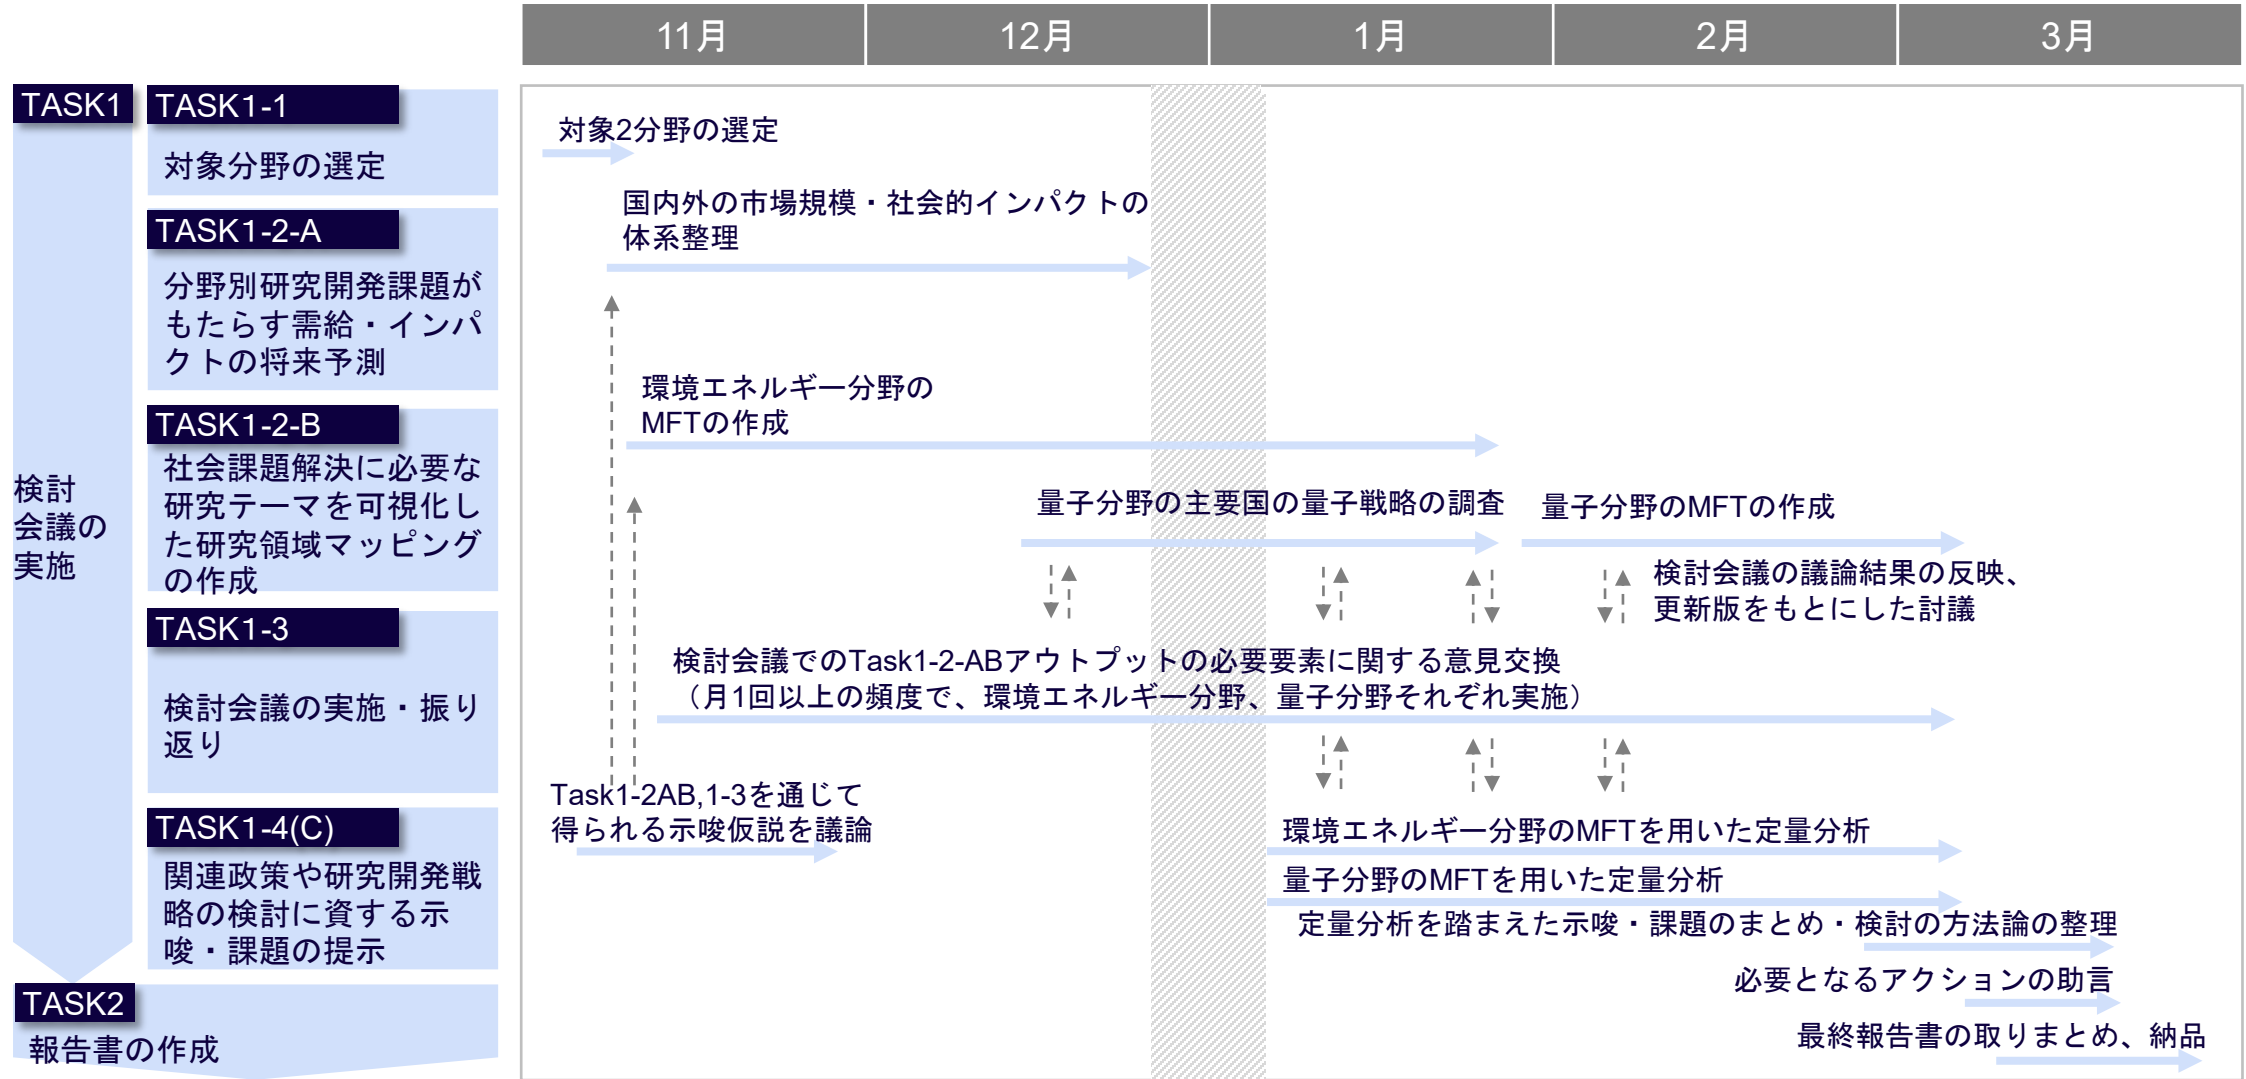 11月
12月
1月
2月
3月
TASK1
検討
会議の
実施
TASK1-1
対象分野の選定
対象2分野の選定
TASK1-2-A
分野別研究開発課題が
もたらす需給・インパ
クトの将来予測
国内外の市場規模・社会的インパクトの
体系整理
TASK1-2-B
社会課題解決に必要な
研究テーマを可視化し
た研究領域マッピング
の作成
環境エネルギー分野の
MFTの作成
量子分野の主要国の量子戦略の調査
量子分野のMFTの作成
検討会議の議論結果の反映、
更新版をもとにした討議
TASK1-3
検討会議の実施・振り
返り
検討会議でのTask1-2-ABアウトプットの必要要素に関する意見交換
（月1回以上の頻度で、環境エネルギー分野、量子分野それぞれ実施）
TASK1-4(C)
関連政策や研究開発戦
略の検討に資する示
唆・課題の提示
Task1-2AB,1-3を通じて
得られる示唆仮説を議論
環境エネルギー分野のMFTを用いた定量分析
量子分野のMFTを用いた定量分析
定量分析を踏まえた示唆・課題のまとめ・検討の方法論の整理
必要となるアクションの助言
TASK2
報告書の作成
最終報告書の取りまとめ、納品